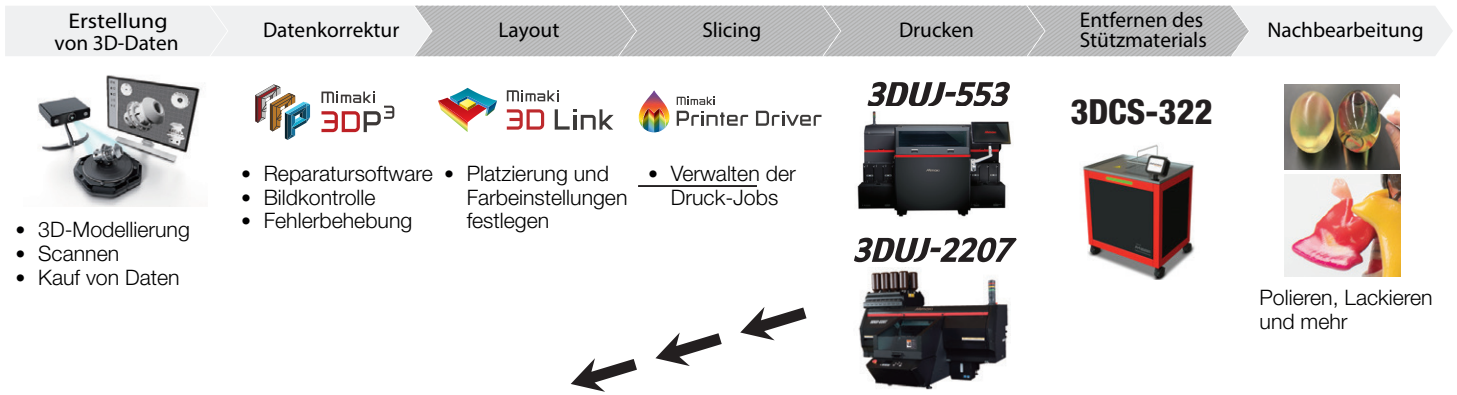 Erstellung
von 3D-Daten
Datenkorrektur
Layout
Slicing
Drucken
Entfernen des
Stützmaterials
Nachbearbeitung
• 3D-Modellierung
• Scannen
• Kauf von Daten
Mimaki
3DP³
• Reparatursoftware
• Bildkontrolle
• Fehlerbehebung
Mimaki
3D Link
• Platzierung und
Farbeinstellungen
festlegen
Mimaki
Printer Driver
• Verwalten der
Druck-Jobs
3DUJ-553
3DUJ-2207
3DCS-322
Polieren, Lackieren
und mehr